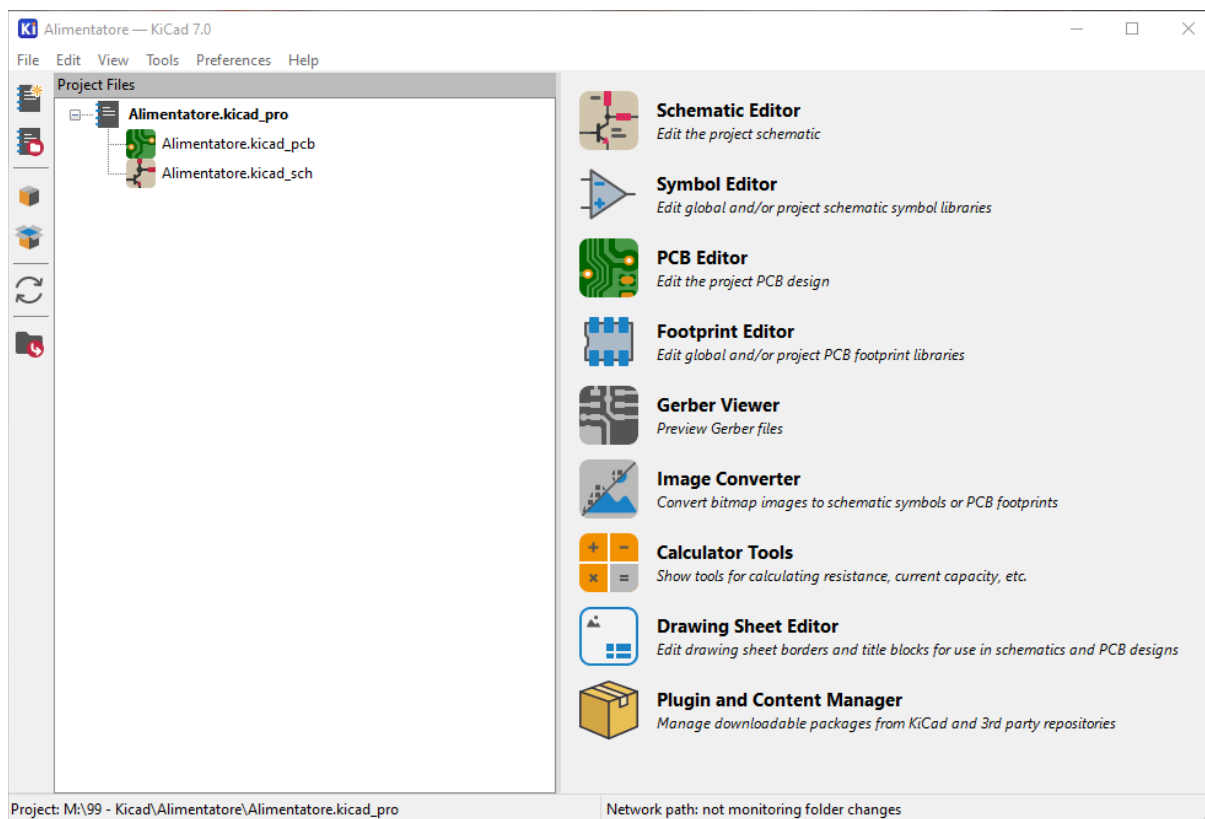 Ki Alimentatore — KiCad 7.0
File Edit View Tools Preferences Help
Project Files
Alimentatore.kicad_pro
Alimentatore.kicad_pcb
Alimentatore.kicad_sch
Schematic Editor
Edit the project schematic
Symbol Editor
Edit global and/or project schematic symbol libraries
PCB Editor
Edit the project PCB design
Footprint Editor
Edit global and/or project PCB footprint libraries
Gerber Viewer
Preview Gerber files
Image Converter
Convert bitmap images to schematic symbols or PCB footprints
Calculator Tools
Show tools for calculating resistance, current capacity, etc.
Drawing Sheet Editor
Edit drawing sheet borders and title blocks for use in schematics and PCB designs
Plugin and Content Manager
Manage downloadable packages from KiCad and 3rd party repositories
Project: M:\99 - Kicad\Alimentatore\Alimentatore.kicad_pro
Network path: not monitoring folder changes